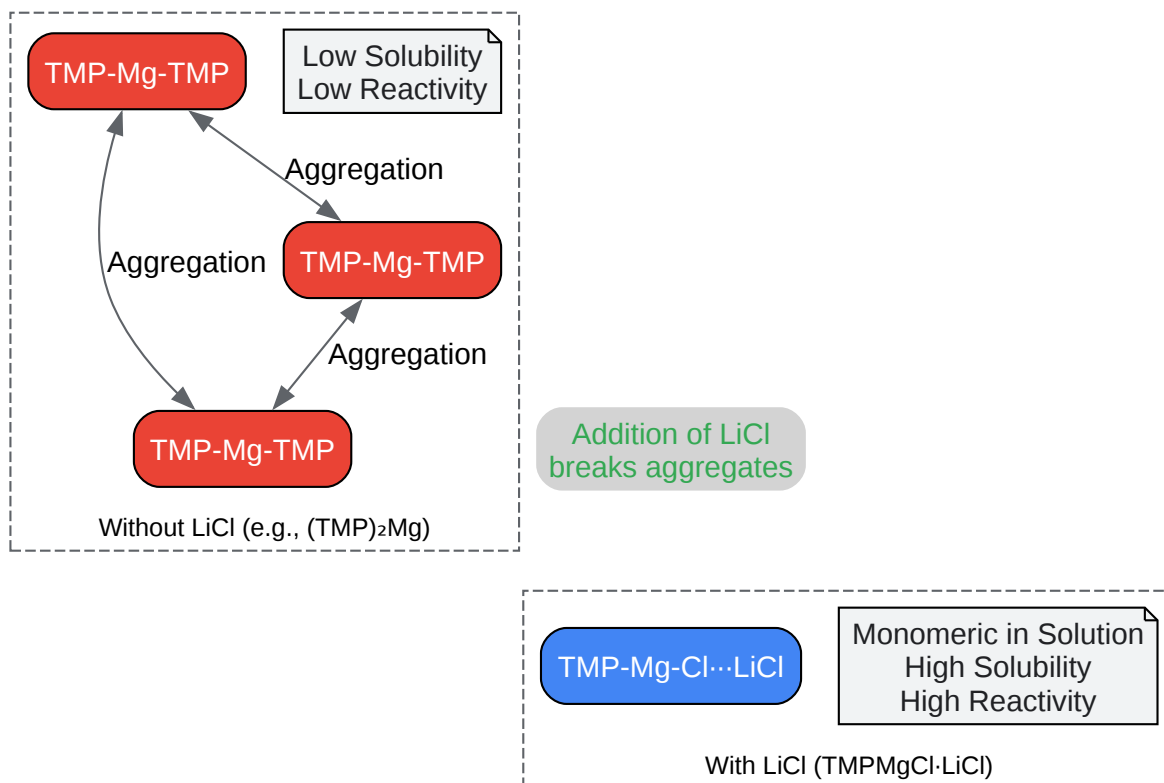 TMP-Mg-TMP
Low Solubility
Low Reactivity
Aggregation
TMP-Mg-TMP
Aggregation
Aggregation
TMP-Mg-TMP
Without LiCl (e.g., (TMP)₂Mg)
Addition of LiCl
breaks aggregates
TMP-Mg-Cl···LiCl
Monomeric in Solution
High Solubility
High Reactivity
With LiCl (TMPMgCl·LiCl)